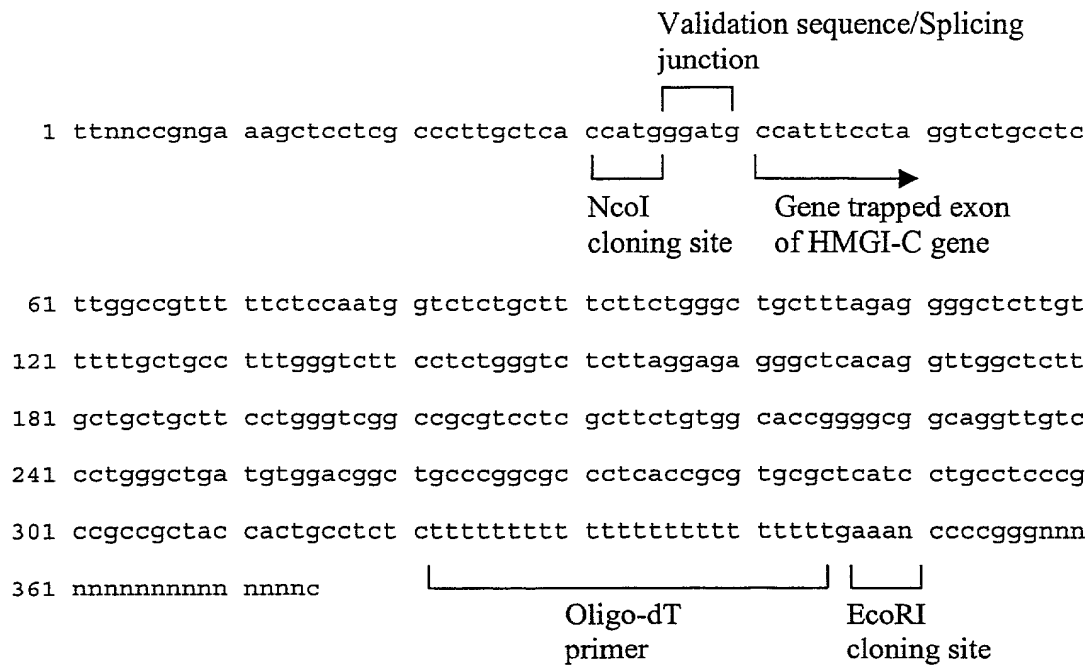 Validation sequence/Splicing
junction
1 ttnnccgnga aagctcctcg cccttgctca ccatgggatg ccatttccta ggtctgcctc
NcoI
cloning site
Gene trapped exon
of HMGI-C gene
61 ttggccgttt ttctccaatg gtctctgctt tcttctgggc tgctttagag gggctcttgt
121 ttttgctgcc tttgggtctt cctctgggtc tcttaggaga gggctcacag gttggctctt
181 gctgctgctt cctgggtcgg ccgcgtcctc gcttctgtgg caccggggcg gcaggttgtc
241 cctgggctga tgtggacggc tgcccggcgc cctcaccgcg tgcgctcatc ctgcctcccg
301 ccgccgctac cactgcctct cttttttttt tttttttttt tttttgaaan ccccgggnnn
361 nnnnnnnnnn nnnnc
Oligo-dT
primer
EcoRI
cloning site